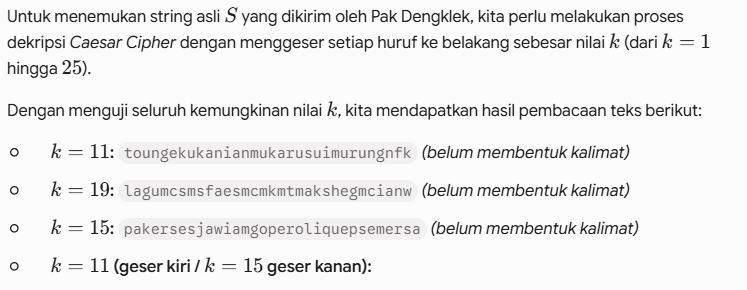 Untuk menemukan string asli S yang dikirim oleh Pak Dengklek, kita perlu melakukan proses
dekripsi Caesar Cipher dengan menggeser setiap huruf ke belakang sebesar nilai k (dari k = 1
hingga 25).
Dengan menguji seluruh kemungkinan nilai k, kita mendapatkan hasil pembacaan teks berikut:
○ k = 11: toungekukanianmukarusuimurungnfk (belum membentuk kalimat)
○ k = 19: lagumcsmsfaesmcmkmtmakshegmcianw (belum membentuk kalimat)
○ k = 15: pakersesjawiamgoperoliquepsemersa (belum membentuk kalimat)
○ k = 11 (geser kiri / k = 15 geser kanan):